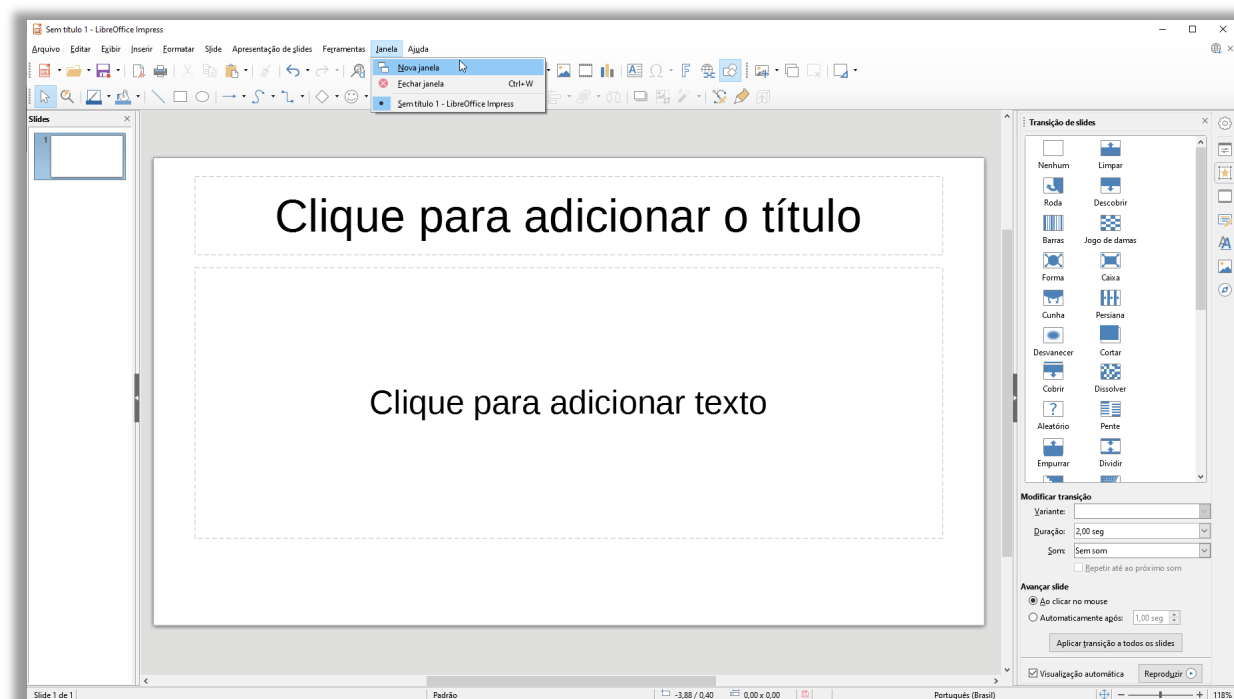 Sem título 1 - LibreOffice Impress
Arquivo Editar Exibir Inserir Formatar Slide Apresentação de slides Ferramentas Janela Ajuda
Nova janela
Fechar janela Ctrl+W
Sem título 1 - LibreOffice Impress
Slides
1
Clique para adicionar o título
Clique para adicionar texto
Transição de slides
Nenhum Limpar
Roda Descobrir
Barras Jogo de damas
Forma Caixa
Cunha Persiana
Desvanecer Cortar
Cobrir Dissolver
Aleatório Pente
Empurrar Dividir
Modificar transição
Variante:
Duração: 2,00 seg
Som: Sem som
Repetir até ao próximo som
Avançar slide
Ao clicar no mouse
Automaticamente após: 1,00 seg
Aplicar transição a todos os slides
Visualização automática Reproduzir
Slide 1 de 1 Padrão -3,88 / 0,40 0,00 x 0,00 Português (Brasil) 118%